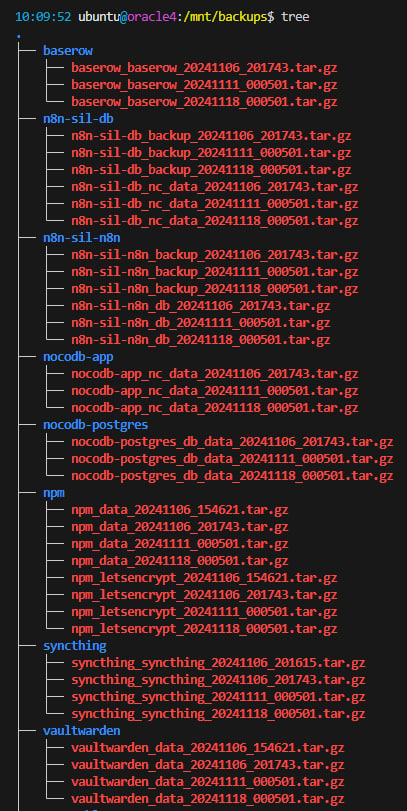 10:09:52 ubuntu@oracle4:/mnt/backups$ tree
.
├── baserow
│   ├── baserow_baserow_20241106_201743.tar.gz
│   ├── baserow_baserow_20241111_000501.tar.gz
│   └── baserow_baserow_20241118_000501.tar.gz
├── n8n-sil-db
│   ├── n8n-sil-db_backup_20241106_201743.tar.gz
│   ├── n8n-sil-db_backup_20241111_000501.tar.gz
│   ├── n8n-sil-db_backup_20241118_000501.tar.gz
│   ├── n8n-sil-db_nc_data_20241106_201743.tar.gz
│   ├── n8n-sil-db_nc_data_20241111_000501.tar.gz
│   └── n8n-sil-db_nc_data_20241118_000501.tar.gz
├── n8n-sil-n8n
│   ├── n8n-sil-n8n_backup_20241106_201743.tar.gz
│   ├── n8n-sil-n8n_backup_20241111_000501.tar.gz
│   ├── n8n-sil-n8n_backup_20241118_000501.tar.gz
│   ├── n8n-sil-n8n_db_20241106_201743.tar.gz
│   ├── n8n-sil-n8n_db_20241111_000501.tar.gz
│   └── n8n-sil-n8n_db_20241118_000501.tar.gz
├── nocodb-app
│   ├── nocodb-app_nc_data_20241106_201743.tar.gz
│   ├── nocodb-app_nc_data_20241111_000501.tar.gz
│   └── nocodb-app_nc_data_20241118_000501.tar.gz
├── nocodb-postgres
│   ├── nocodb-postgres_db_data_20241106_201743.tar.gz
│   ├── nocodb-postgres_db_data_20241111_000501.tar.gz
│   └── nocodb-postgres_db_data_20241118_000501.tar.gz
├── npm
│   ├── npm_data_20241106_154621.tar.gz
│   ├── npm_data_20241106_201743.tar.gz
│   ├── npm_data_20241111_000501.tar.gz
│   ├── npm_data_20241118_000501.tar.gz
│   ├── npm_letsencrypt_20241106_154621.tar.gz
│   ├── npm_letsencrypt_20241106_201743.tar.gz
│   ├── npm_letsencrypt_20241111_000501.tar.gz
│   └── npm_letsencrypt_20241118_000501.tar.gz
├── syncthing
│   ├── syncthing_syncthing_20241106_201615.tar.gz
│   ├── syncthing_syncthing_20241106_201743.tar.gz
│   ├── syncthing_syncthing_20241111_000501.tar.gz
│   └── syncthing_syncthing_20241118_000501.tar.gz
├── vaultwarden
│   ├── vaultwarden_data_20241106_154621.tar.gz
│   ├── vaultwarden_data_20241106_201743.tar.gz
│   ├── vaultwarden_data_20241111_000501.tar.gz
│   └── vaultwarden_data_20241118_000501.tar.gz